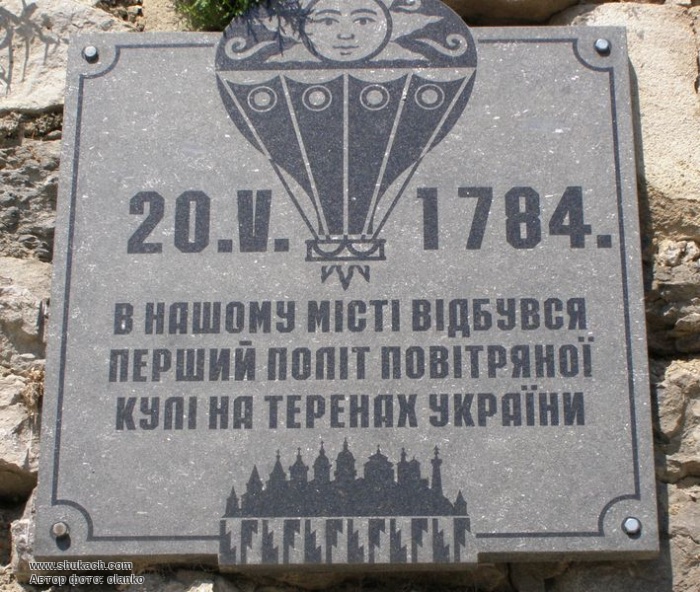 20.V. 1784.
В НАШОМУ МІСТІ ВІДБУВСЯ
ПЕРШИЙ ПОЛІТ ПОВІТРЯНОЇ
КУЛІ НА ТЕРЕНАХ УКРАЇНИ
www.shukach.com
Автор фото: olanko